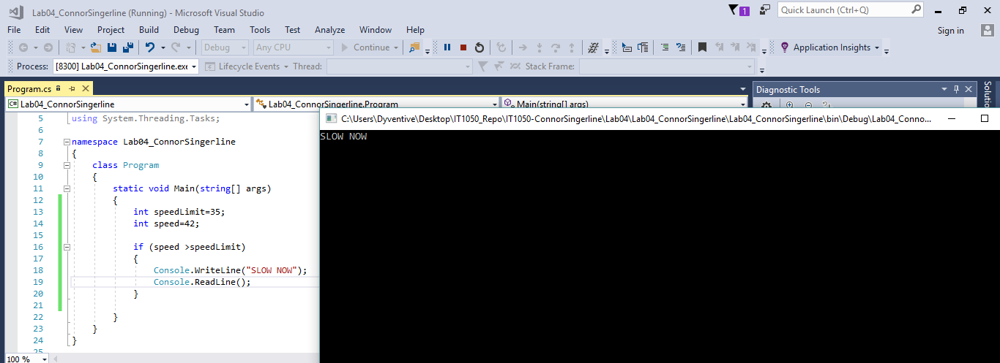 Lab04_ConnorSingerline (Running) - Microsoft Visual Studio
1
Quick Launch (Ctrl+Q)
File Edit View Project Build Debug Team Tools Test Analyze Window Help
Sign in
Debug Any CPU Continue Application Insights
Process: [8300] Lab04_ConnorSingerline.exe Lifecycle Events Thread: Stack Frame:
Program.cs
Diagnostic Tools
C# Lab04_ConnorSingerline Lab04_ConnorSingerline.Program Main(string[] args)
C:\Users\Dyventive\Desktop\IT1050_Repo\IT1050-ConnorSingerline\Lab04\Lab04_ConnorSingerline\Lab04_ConnorSingerline\bin\Debug\Lab04_Conno...
SLOW NOW
5 using System.Threading.Tasks;
6
7 namespace Lab04_ConnorSingerline
8 {
9 class Program
10 {
11 static void Main(string[] args)
12 {
13 int speedLimit=35;
14 int speed=42;
15
16 if (speed >speedLimit)
17 {
18 Console.WriteLine("SLOW NOW");
19 Console.ReadLine();
20 }
21
22 }
23 }
24 }
25
100 %